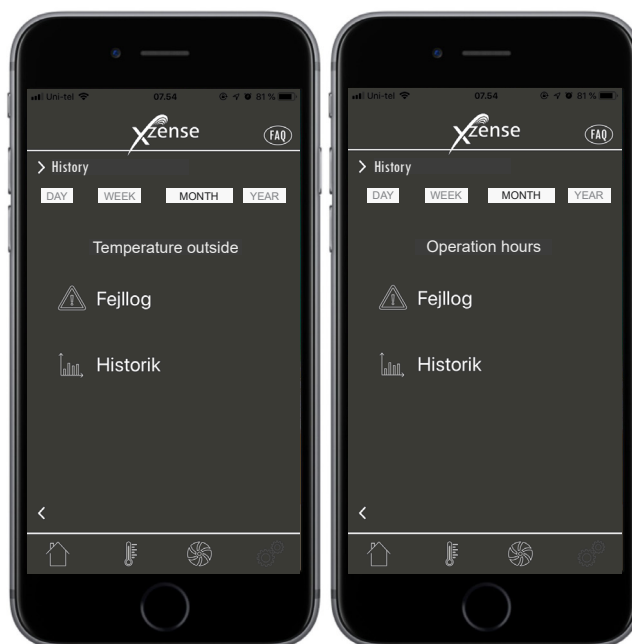 Uni-tel 07.54 81 %
xzense
FAQ
> History
DAY WEEK MONTH YEAR
Temperature outside
Fejllog
Historik
<
Uni-tel 07.54 81 %
xzense
FAQ
> History
DAY WEEK MONTH YEAR
Operation hours
Fejllog
Historik
<